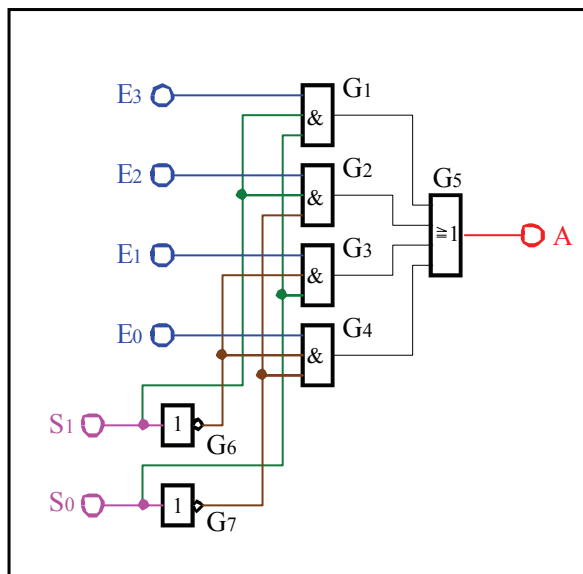 E3 G1
&
E2 G2
&
G5
≧1 A
E1 G3
&
E0 G4
&
S1 1 G6
S0 1 G7